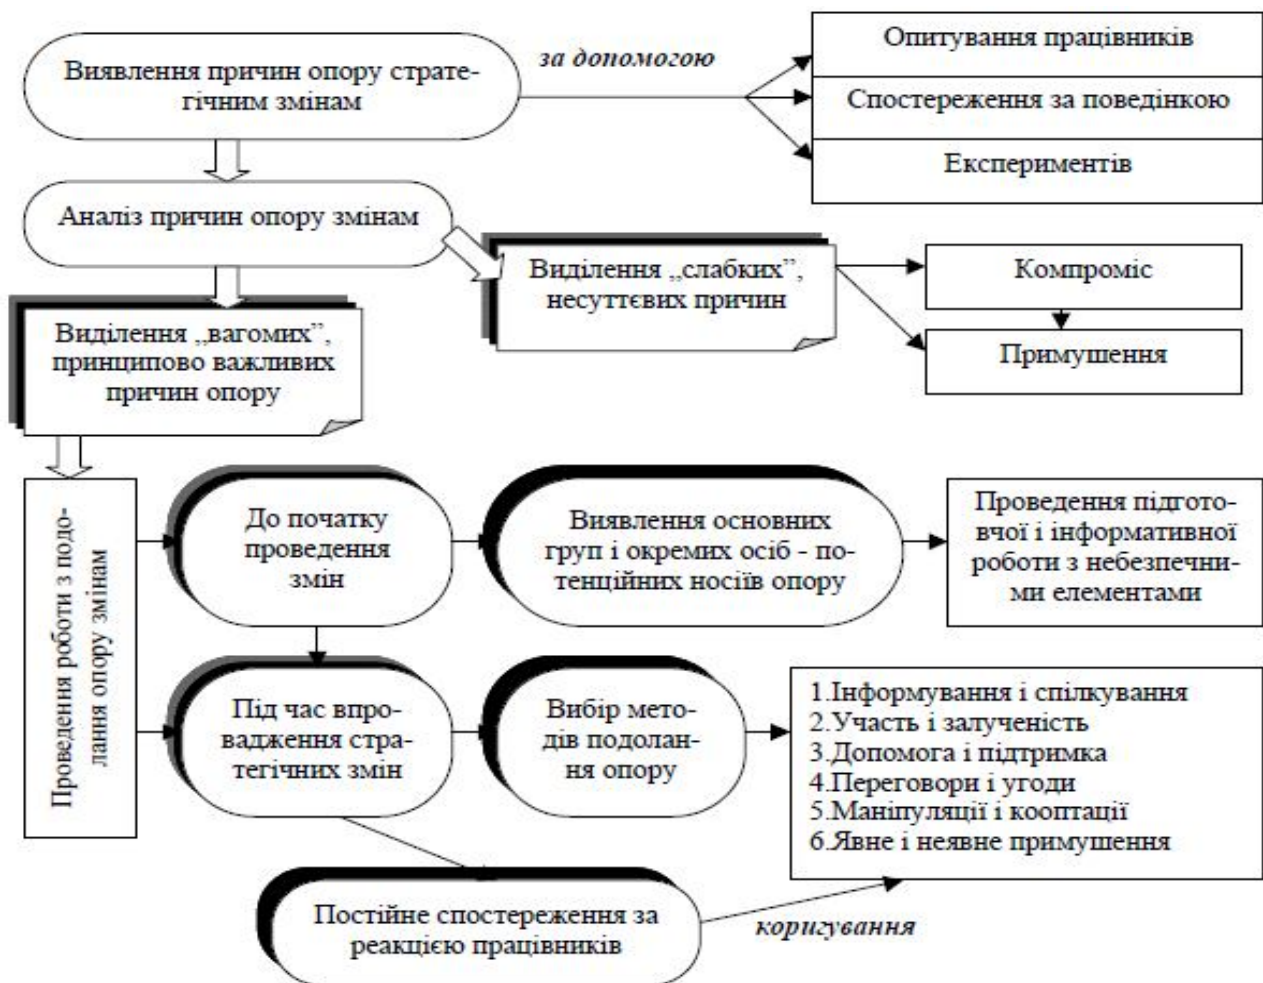 Виявлення причин опору страте-
гічним змінам
за допомогою
Опитування працівників
Спостереження за поведінкою
Експериментів
Аналіз причин опору змінам
Виділення „слабких”,
несуттєвих причин
Компроміс
Примушення
Виділення „вагомих”,
принципово важливих
причин опору
Проведення роботи з подо-
лання опору змінам
До початку
проведення
змін
Виявлення основних
груп і окремих осіб - по-
тенційних носіїв опору
Проведення підгото-
вчої і інформативної
роботи з небезпечни-
ми елементами
Під час впро-
вадження стра-
тегічних змін
Вибір мето-
дів подолан-
ня опору
1.Інформування і спілкування
2.Участь і залученість
3.Допомога і підтримка
4.Переговори і угоди
5.Маніпуляції і кооптації
6.Явне і неявне примушення
Постійне спостереження за
реакцією працівників
коригування